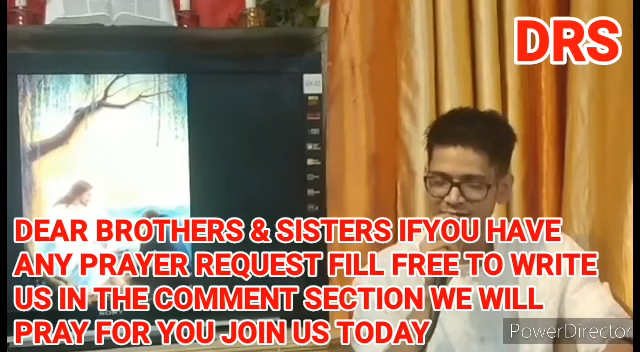 DRS
DEAR BROTHERS & SISTERS IFYOU HAVE
ANY PRAYER REQUEST FILL FREE TO WRITE
US IN THE COMMENT SECTION WE WILL
PRAY FOR YOU JOIN US TODAY
SONY
PowerDirector